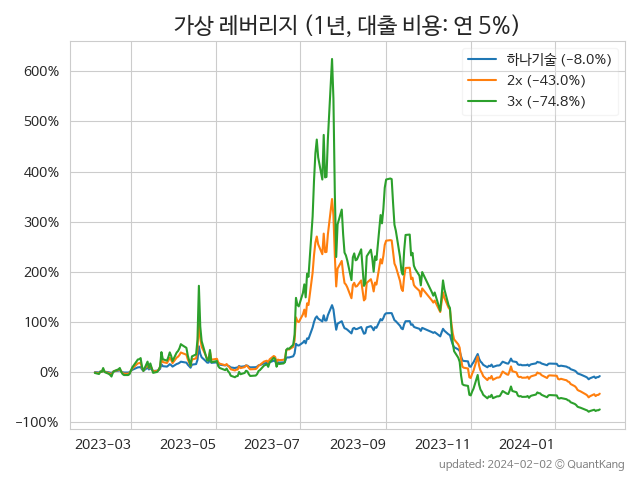 가상 레버리지 (1년, 대출 비용: 연 5%)
하나기술 (-8.0%)
2x (-43.0%)
3x (-74.8%)
600%
500%
400%
300%
200%
100%
0%
-100%
2023-03 2023-05 2023-07 2023-09 2023-11 2024-01
updated: 2024-02-02 © QuantKang